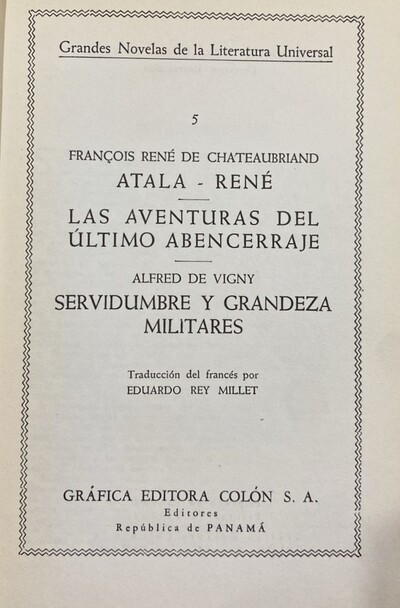 Grandes Novelas de la Literatura Universal
5
FRANÇOIS RENÉ DE CHATEAUBRIAND
ATALA - RENÉ
LAS AVENTURAS DEL
ÚLTIMO ABENCERRAJE
ALFRED DE VIGNY
SERVIDUMBRE Y GRANDEZA
MILITARES
Traducción del francés por
EDUARDO REY MILLET
GRÁFICA EDITORA COLÓN S. A.
Editores
República de PANAMÁ